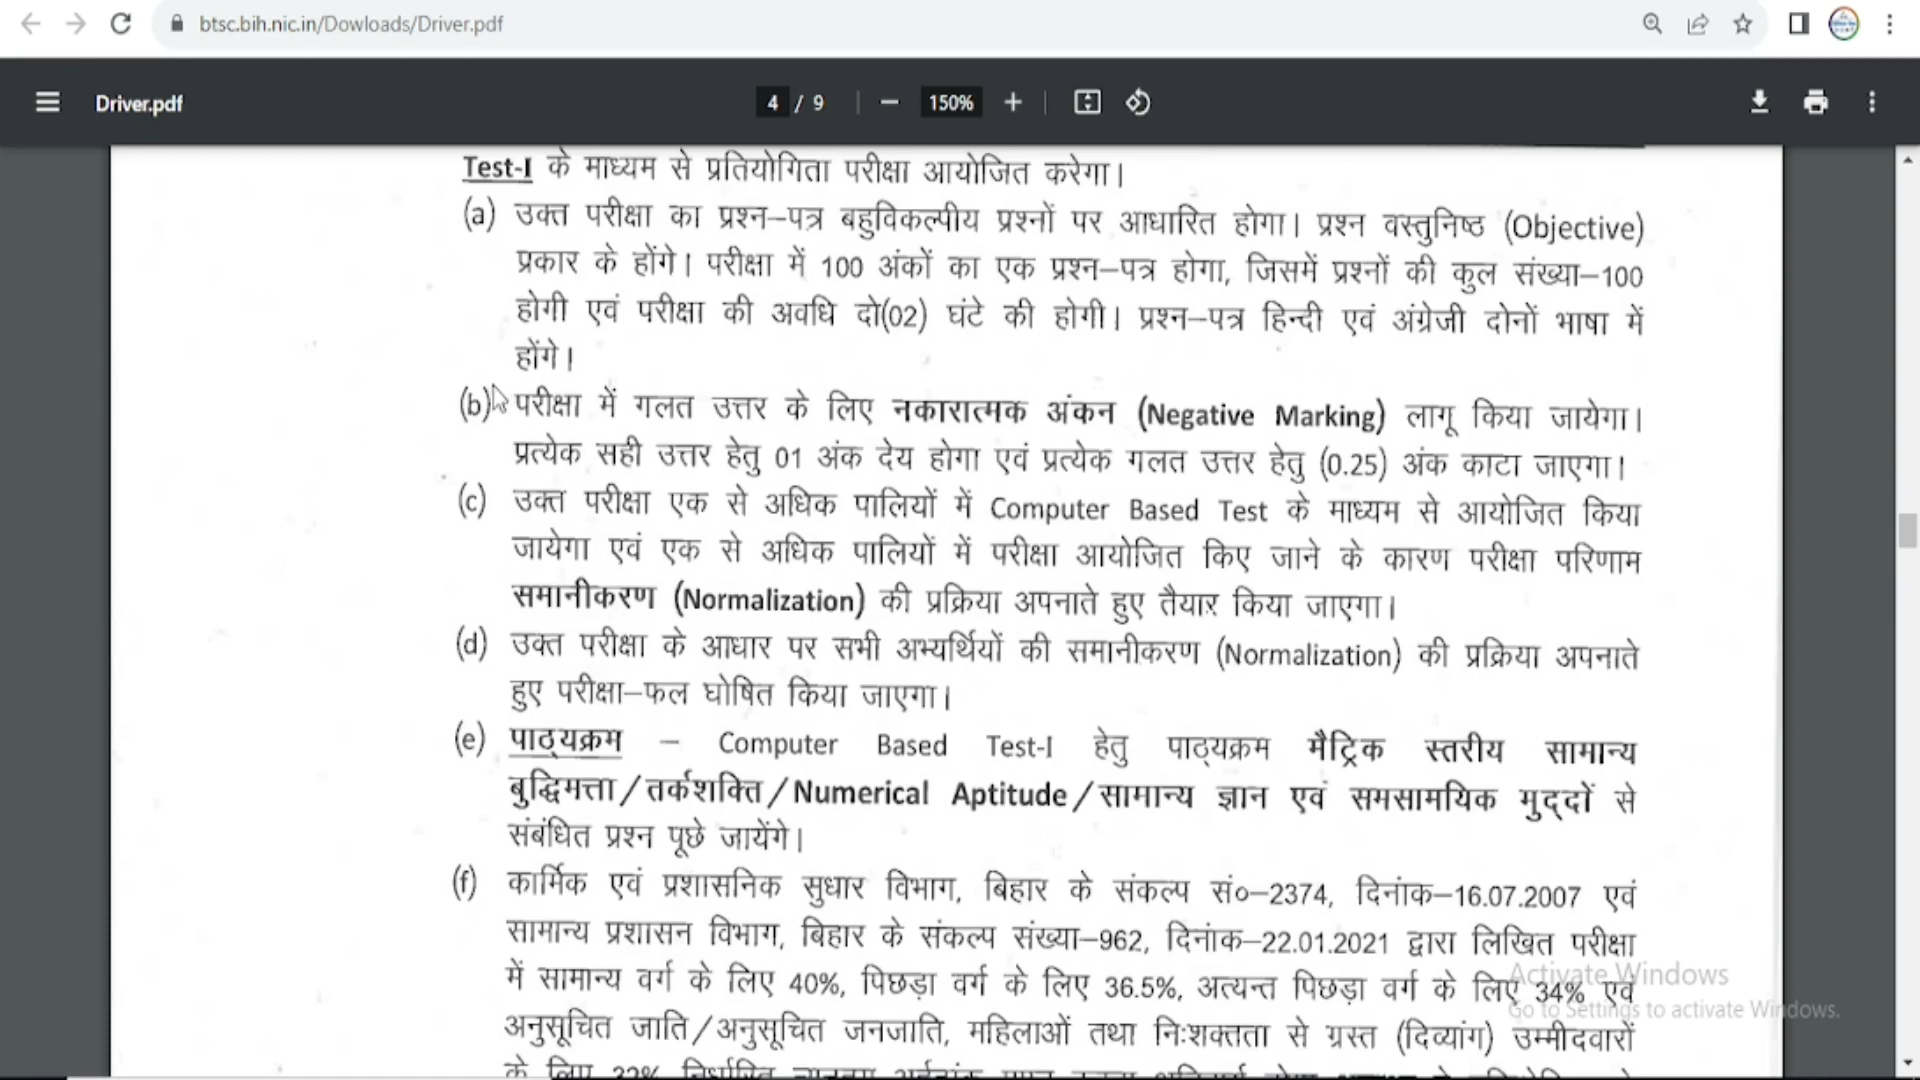 btsc.bih.nic.in/Dowloads/Driver.pdf
Driver.pdf
4 / 9
150%
Test-I के माध्यम से प्रतियोगिता परीक्षा आयोजित करेगा।
(a) उक्त परीक्षा का प्रश्न–पत्र बहुविकल्पीय प्रश्नों पर आधारित होगा। प्रश्न वस्तुनिष्ठ (Objective)
प्रकार के होंगे। परीक्षा में 100 अंकों का एक प्रश्न–पत्र होगा, जिसमें प्रश्नों की कुल संख्या–100
होगी एवं परीक्षा की अवधि दो(02) घंटे की होगी। प्रश्न–पत्र हिन्दी एवं अंग्रेजी दोनों भाषा में
होंगे।
(b) परीक्षा में गलत उत्तर के लिए नकारात्मक अंकन (Negative Marking) लागू किया जायेगा।
प्रत्येक सही उत्तर हेतु 01 अंक देय होगा एवं प्रत्येक गलत उत्तर हेतु (0.25) अंक काटा जाएगा।
(c) उक्त परीक्षा एक से अधिक पालियों में Computer Based Test के माध्यम से आयोजित किया
जायेगा एवं एक से अधिक पालियों में परीक्षा आयोजित किए जाने के कारण परीक्षा परिणाम
समानीकरण (Normalization) की प्रक्रिया अपनाते हुए तैयार किया जाएगा।
(d) उक्त परीक्षा के आधार पर सभी अभ्यर्थियों की समानीकरण (Normalization) की प्रक्रिया अपनाते
हुए परीक्षा–फल घोषित किया जाएगा।
(e) पाठ्यक्रम – Computer Based Test-I हेतु पाठ्यक्रम मैट्रिक स्तरीय सामान्य
बुद्धिमत्ता/तर्कशक्ति/Numerical Aptitude/सामान्य ज्ञान एवं समसामयिक मुद्दों से
संबंधित प्रश्न पूछे जायेंगे।
(f) कार्मिक एवं प्रशासनिक सुधार विभाग, बिहार के संकल्प सं०–2374, दिनांक–16.07.2007 एवं
सामान्य प्रशासन विभाग, बिहार के संकल्प संख्या–962, दिनांक–22.01.2021 द्वारा लिखित परीक्षा
में सामान्य वर्ग के लिए 40%, पिछड़ा वर्ग के लिए 36.5%, अत्यन्त पिछड़ा वर्ग के लिए 34% एवं
अनुसूचित जाति/अनुसूचित जनजाति, महिलाओं तथा निःशक्तता से ग्रस्त (दिव्यांग) उम्मीदवारों
के लिए
Activate Windows
Go to Settings to activate Windows.